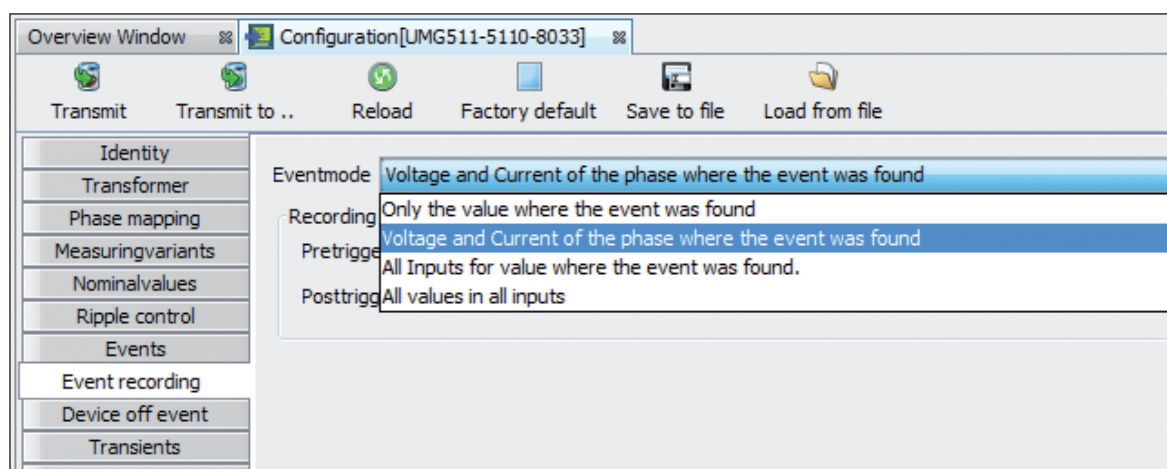 Overview Window
Configuration[UMG511-5110-8033]
Transmit
Transmit to ..
Reload
Factory default
Save to file
Load from file
Identity
Transformer
Phase mapping
Measuringvariants
Nominalvalues
Ripple control
Events
Event recording
Device off event
Transients
Eventmode
Voltage and Current of the phase where the event was found
Only the value where the event was found
Voltage and Current of the phase where the event was found
All Inputs for value where the event was found.
All values in all inputs
Recording
Pretrigge
Posttrigg